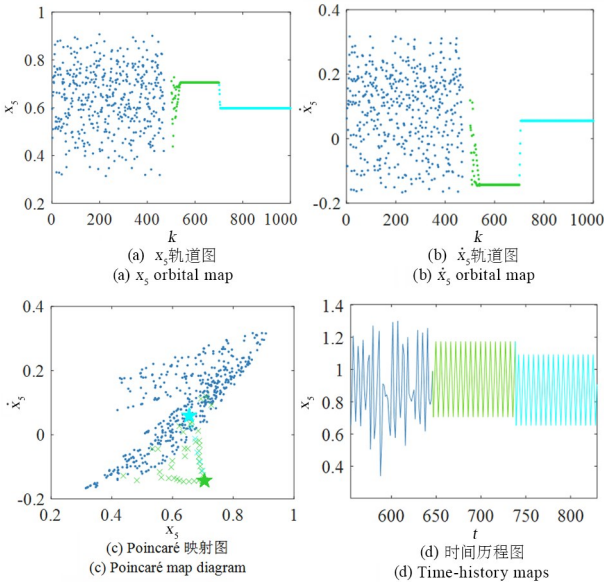 1
0.8
0.6
0.4
0.2
x₅
0 200 400 600 800 1000
k
(a) x₅轨道图
(a) x₅ orbital map
0.4
0.2
0
-0.2
ẋ₅
0 200 400 600 800 1000
k
(b) ẋ₅轨道图
(b) ẋ₅ orbital map
0.4
0.2
0
-0.2
ẋ₅
0.2 0.4 0.6 0.8 1
x₅
(c) Poincaré 映射图
(c) Poincaré map diagram
1.4
1.2
1.0
0.8
0.6
0.4
x₅
600 650 700 750 800
t
(d) 时间历程图
(d) Time-history maps